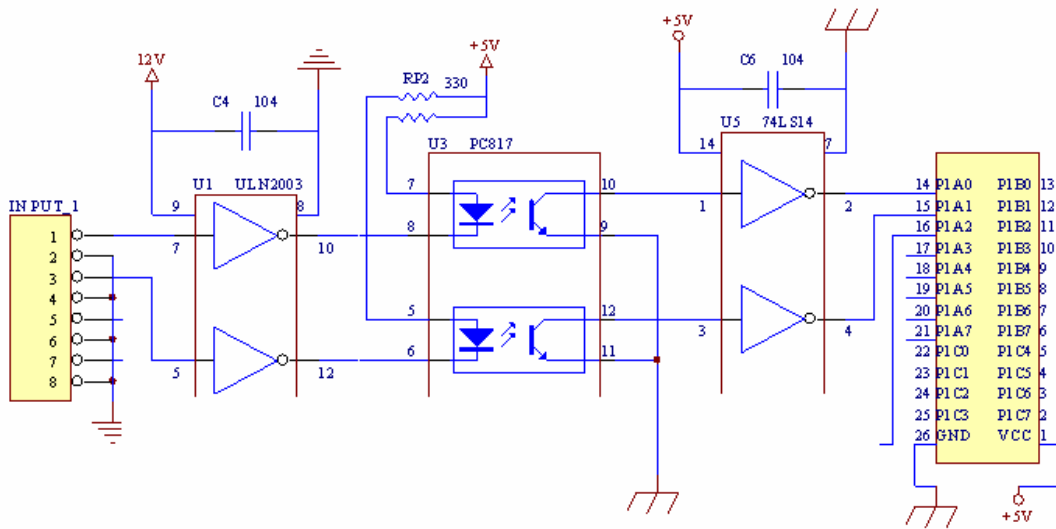 12V
C4 104
U1 ULN2003
9 8
7 10
5 12
INPUT_1
1
2
3
4
5
6
7
8
RP2 330
+5V
U3 PC817
7 10
8 9
5 12
6 11
+5V
C6 104
U5 74LS14
14 7
1 2
3 4
14 P1A0 P1B0 13
15 P1A1 P1B1 12
16 P1A2 P1B2 11
17 P1A3 P1B3 10
18 P1A4 P1B4 9
19 P1A5 P1B5 8
20 P1A6 P1B6 7
21 P1A7 P1B7 6
22 P1C0 P1C4 5
23 P1C1 P1C5 4
24 P1C2 P1C6 3
25 P1C3 P1C7 2
26 GND VCC 1
+5V